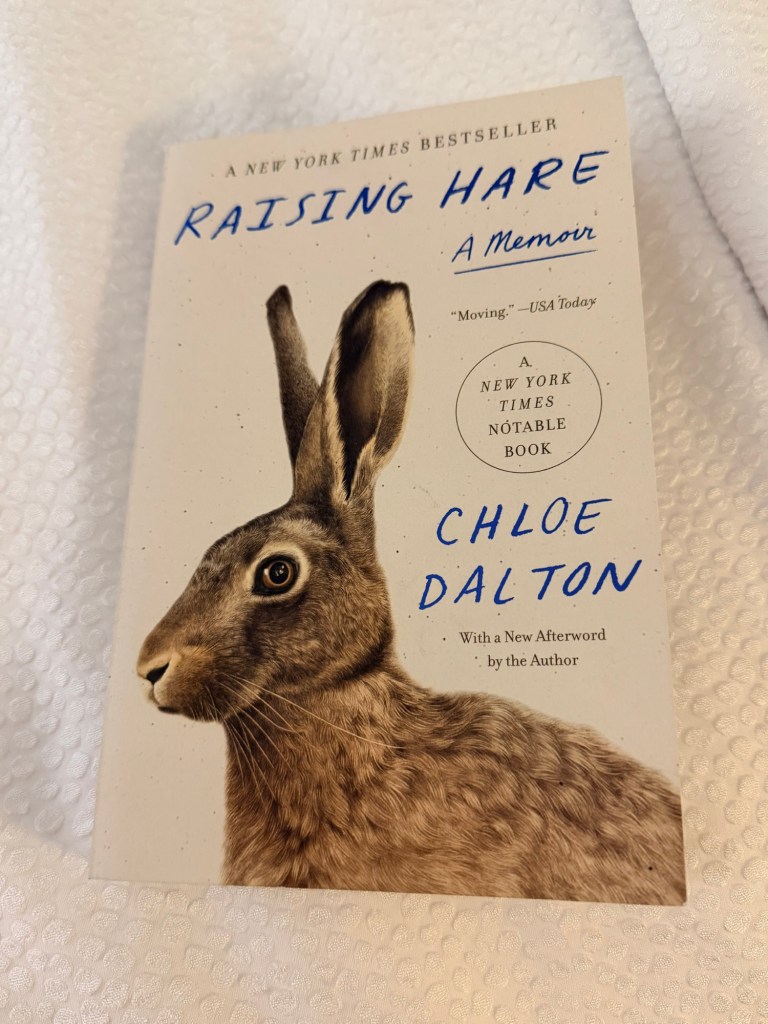 A NEW YORK TIMES BESTSELLER
RAISING HARE
A Memoir
“Moving.” —USA Today
A
NEW YORK
TIMES
NOTABLE
BOOK
CHLOE
DALTON
With a New Afterword
by the Author